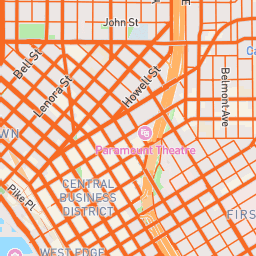 John St
Bell St
Lenora St
Howell St
Belmont Ave
Ca
Paramount Theatre
WN
Pike Pl
CENTRAL
BUSINESS
DISTRICT
FIRS
WEST EDGE
E